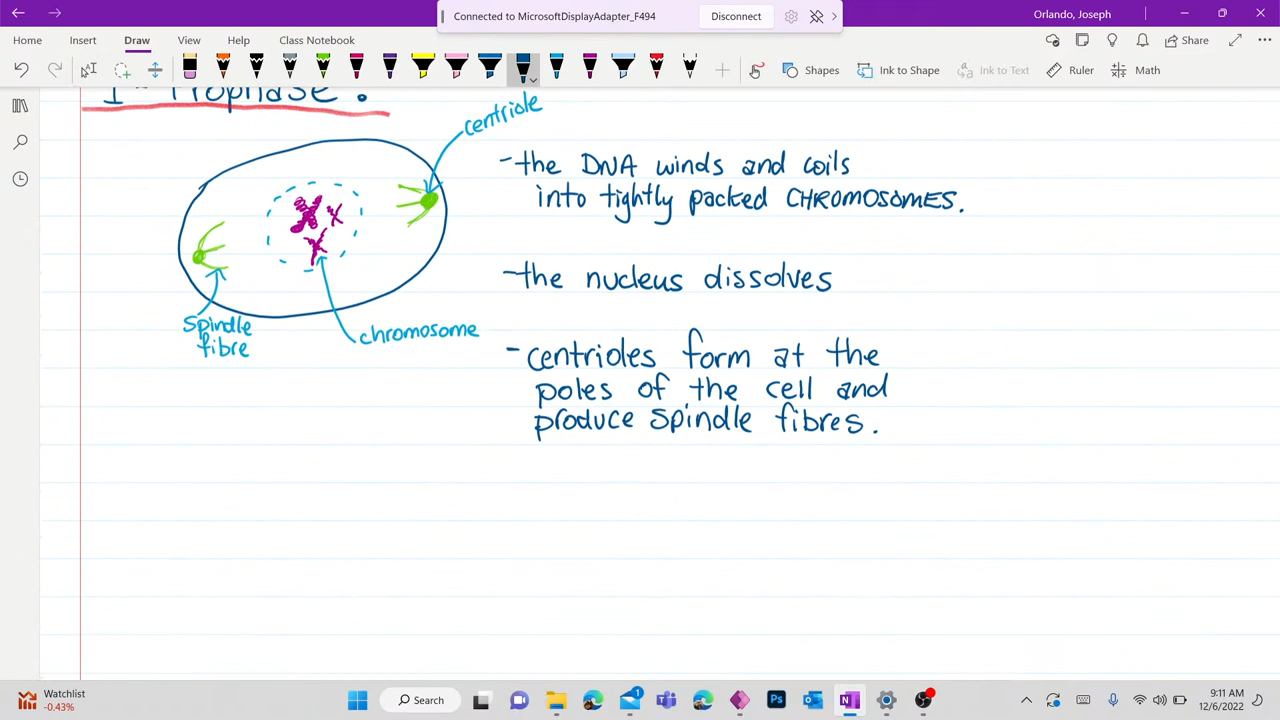 Connected to MicrosoftDisplayAdapter_F494
Disconnect
Orlando, Joseph
Home
Insert
Draw
View
Help
Class Notebook
Share
Shapes
Ink to Shape
Ink to Text
Ruler
Math
Prophase.
centriole
-the DNA winds and coils
into tightly packed CHROMOSOMES.
-the nucleus dissolves
spindle
fibre
chromosome
-centrioles form at the
poles of the cell and
produce spindle fibres.
Watchlist
-0.43%
Search
1
9:11 AM
12/6/2022